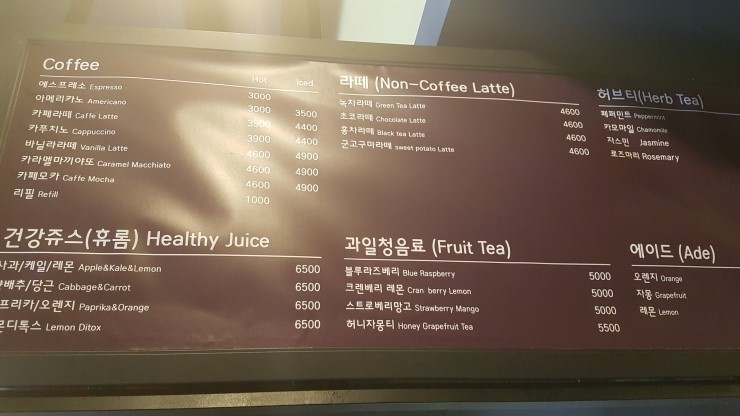 Coffee
Hot Iced
에스프레소 Espresso 3000
아메리카노 Americano 3000 3500
카페라떼 Caffe Latte 3900 4400
카푸치노 Cappuccino 3900 4400
바닐라라떼 Vanilla Latte 4600 4900
카라멜마끼야또 Caramel Macchiato 4600 4900
카페모카 Caffe Mocha 4600 4900
리필 Refill 1000
라떼 (Non-Coffee Latte)
녹차라떼 Green Tea Latte 4600
초코라떼 Chocolate Latte 4600
홍차라떼 Black tea Latte 4600
군고구마라떼 sweet potato Latte 4600
허브티(Herb Tea)
페퍼민트 Peppermint
카모마일 Chamomile
자스민 Jasmine
로즈마리 Rosemary
건강쥬스(휴롬) Healthy Juice
사과/케일/레몬 Apple&Kale&Lemon 6500
배추/당근 Cabbage&Carrot 6500
프리카/오렌지 Paprika&Orange 6500
몬디톡스 Lemon Ditox 6500
과일청음료 (Fruit Tea)
블루라즈베리 Blue Raspberry 5000
크렌베리 레몬 Cran berry Lemon 5000
스트로베리망고 Strawberry Mango 5000
허니자몽티 Honey Grapefruit Tea 5500
에이드 (Ade)
오렌지 Orange
자몽 Grapefruit
레몬 Lemon